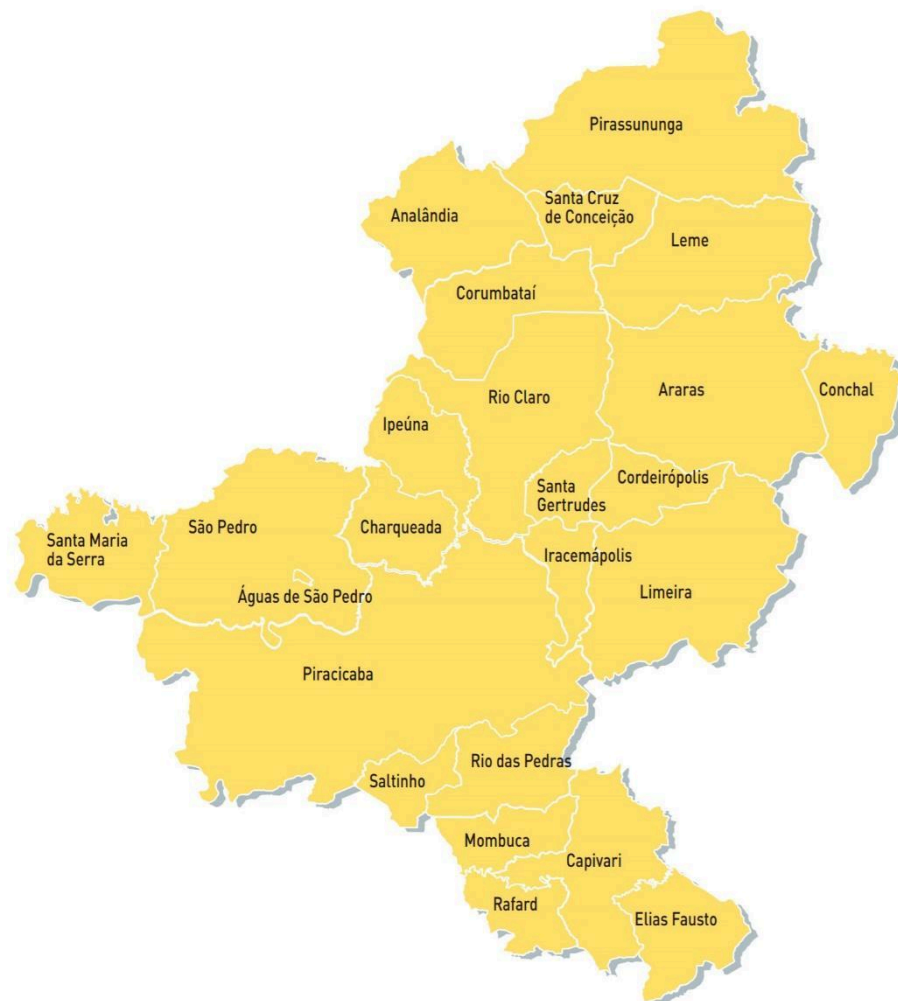 Pirassununga
Santa Cruz
de Conceição
Analândia
Leme
Corumbataí
Rio Claro
Araras
Conchal
Ipeúna
Santa
Gertrudes
Cordeirópolis
Charqueada
São Pedro
Santa Maria
da Serra
Iracemápolis
Limeira
Águas de São Pedro
Piracicaba
Rio das Pedras
Saltinho
Mombuca
Capivari
Rafard
Elias Fausto